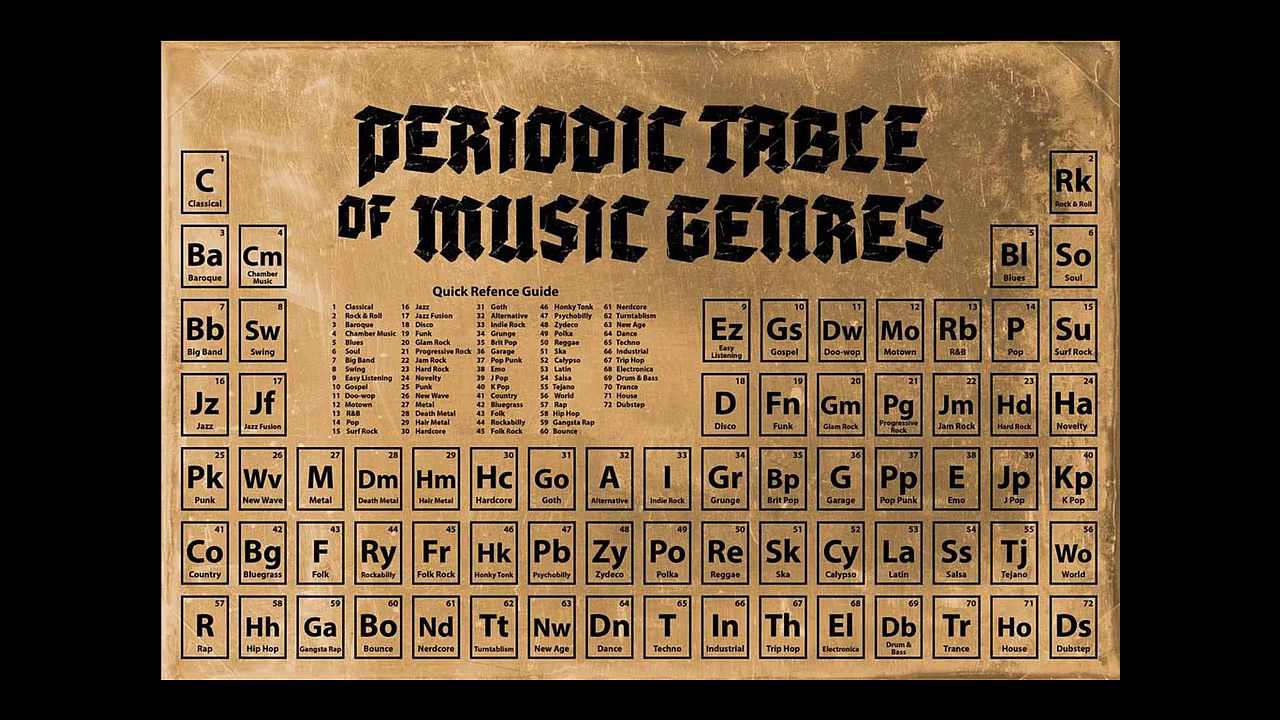 PERIODIC TABLE
OF MUSIC GENRES
1
C
Classical
2
Rk
Rock & Roll
3
Ba
Baroque
4
Cm
Chamber
Music
5
Bl
Blues
6
So
Soul
Quick Refence Guide
1 Classical
2 Rock & Roll
3 Baroque
4 Chamber Music
5 Blues
6 Soul
7 Big Band
8 Swing
9 Easy Listening
10 Gospel
11 Doo-wop
12 Motown
13 R&B
14 Pop
15 Surf Rock
16 Jazz
17 Jazz Fusion
18 Disco
19 Funk
20 Glam Rock
21 Progressive Rock
22 Jam Rock
23 Hard Rock
24 Novelty
25 Punk
26 New Wave
27 Metal
28 Death Metal
29 Hair Metal
30 Hardcore
31 Goth
32 Alternative
33 Indie Rock
34 Grunge
35 Brit Pop
36 Garage
37 Pop Punk
38 Emo
39 J Pop
40 K Pop
41 Country
42 Bluegrass
43 Folk
44 Rockabilly
45 Folk Rock
46 Honky Tonk
47 Psychobilly
48 Zydeco
49 Polka
50 Reggae
51 Ska
52 Calypso
53 Latin
54 Salsa
55 Tejano
56 World
57 Rap
58 Hip Hop
59 Gangsta Rap
60 Bounce
61 Nerdcore
62 Turntablism
63 New Age
64 Dance
65 Techno
66 Industrial
67 Trip Hop
68 Electronica
69 Drum & Bass
70 Trance
71 House
72 Dubstep
7
Bb
Big Band
8
Sw
Swing
9
Ez
Easy
Listening
10
Gs
Gospel
11
Dw
Doo-wop
12
Mo
Motown
13
Rb
R&B
14
P
Pop
15
Su
Surf Rock
16
Jz
Jazz
17
Jf
Jazz Fusion
18
D
Disco
19
Fn
Funk
20
Gm
Glam Rock
21
Pg
Progressive
Rock
22
Jm
Jam Rock
23
Hd
Hard Rock
24
Ha
Novelty
25
Pk
Punk
26
Wv
New Wave
27
M
Metal
28
Dm
Death Metal
29
Hm
Hair Metal
30
Hc
Hardcore
31
Go
Goth
32
A
Alternative
33
I
Indie Rock
34
Gr
Grunge
35
Bp
Brit Pop
36
G
Garage
37
Pp
Pop Punk
38
E
Emo
39
Jp
J Pop
40
Kp
K Pop
41
Co
Country
42
Bg
Bluegrass
43
F
Folk
44
Ry
Rockabilly
45
Fr
Folk Rock
46
Hk
Honky Tonk
47
Pb
Psychobilly
48
Zy
Zydeco
49
Po
Polka
50
Re
Reggae
51
Sk
Ska
52
Cy
Calypso
53
La
Latin
54
Ss
Salsa
55
Tj
Tejano
56
Wo
World
57
R
Rap
58
Hh
Hip Hop
59
Ga
Gangsta Rap
60
Bo
Bounce
61
Nd
Nerdcore
62
Tt
Turntablism
63
Nw
New Age
64
Dn
Dance
65
T
Techno
66
In
Industrial
67
Th
Trip Hop
68
El
Electronica
69
Db
Drum &
Bass
70
Tr
Trance
71
Ho
House
72
Ds
Dubstep